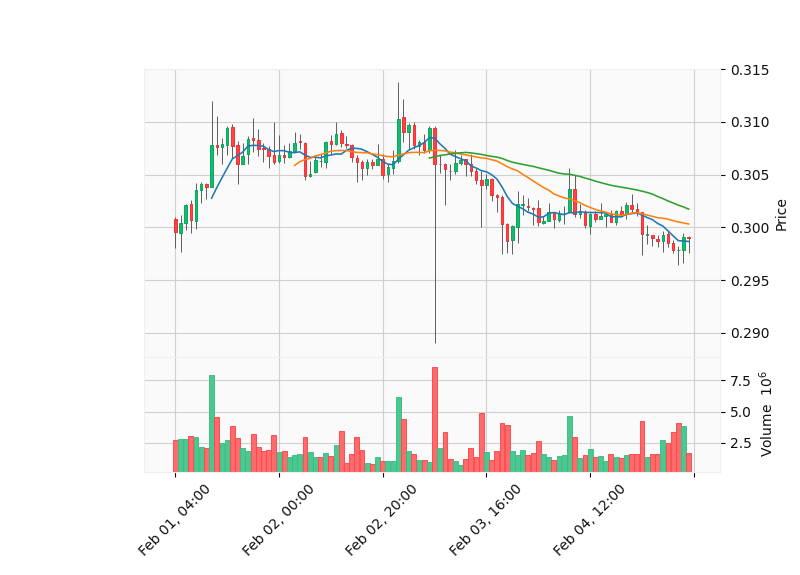 0.315
0.310
0.305
0.300
0.295
0.290
Price
7.5
5.0
2.5
Volume 10^6
Feb 01, 04:00
Feb 02, 00:00
Feb 02, 20:00
Feb 03, 16:00
Feb 04, 12:00